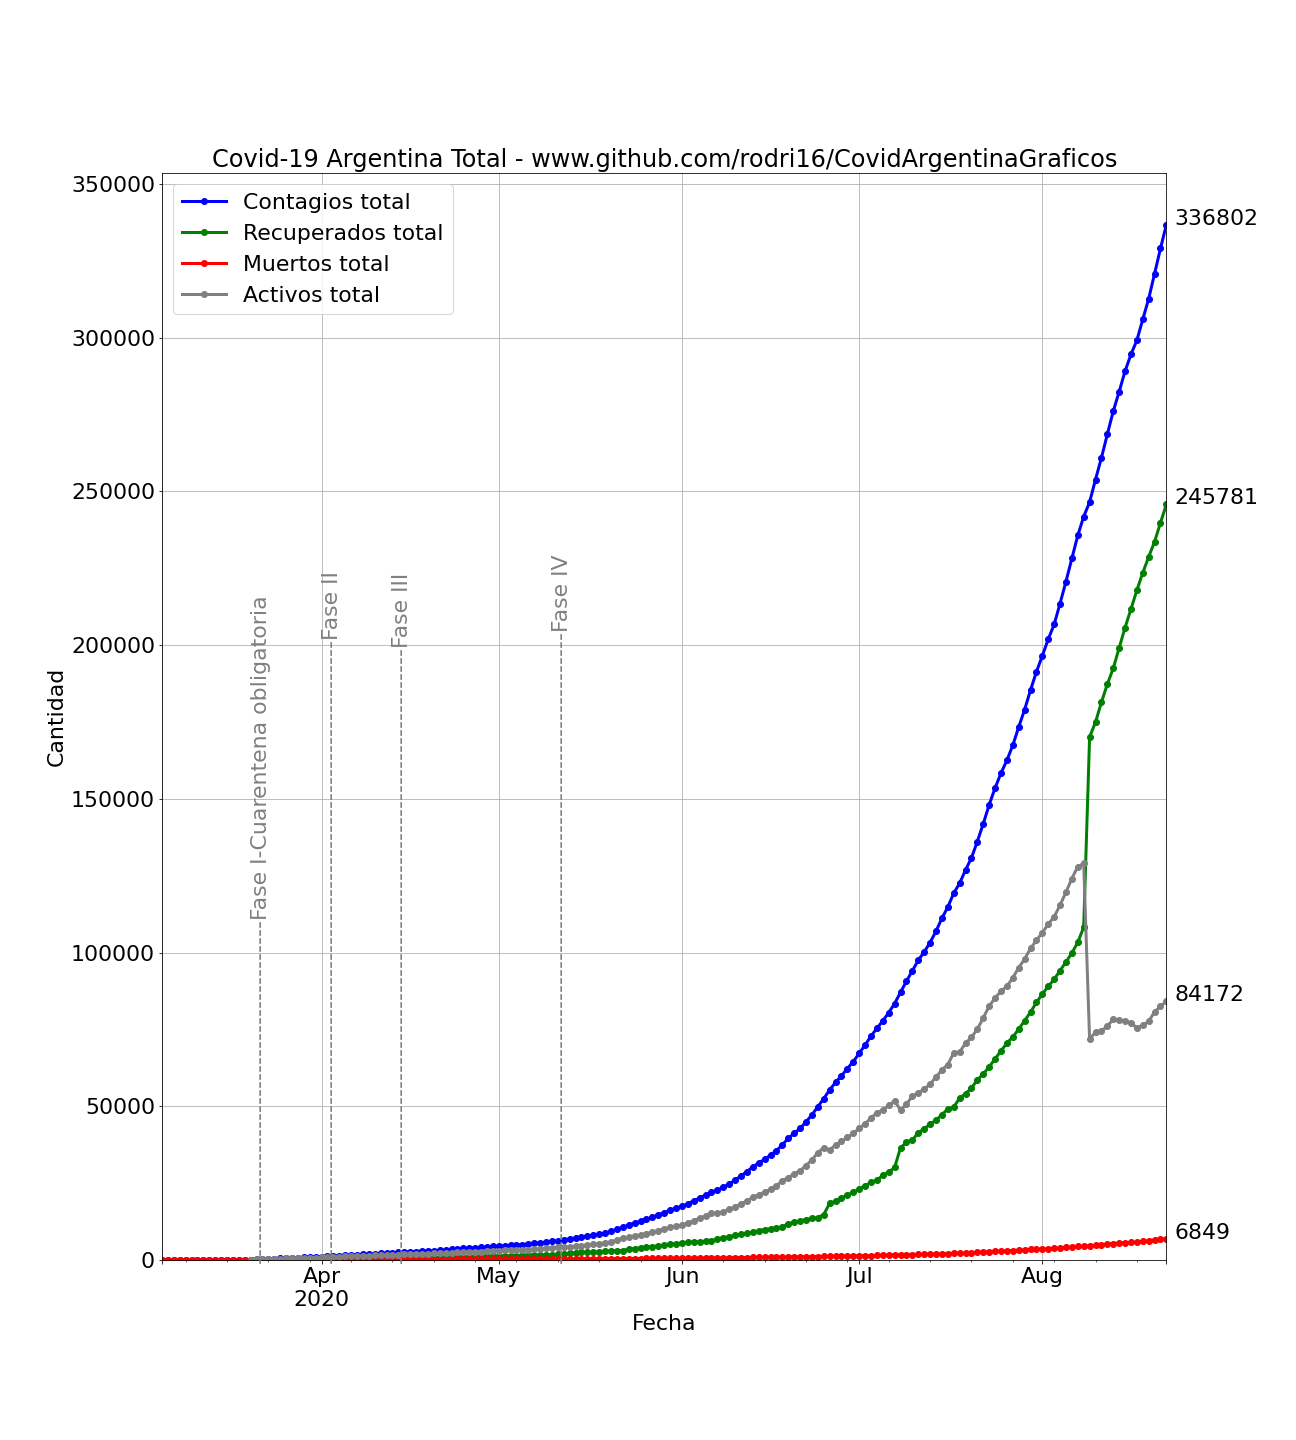 Covid-19 Argentina Total - www.github.com/rodri16/CovidArgentinaGraficos
Contagios total
Recuperados total
Muertos total
Activos total
350000
300000
250000
200000
150000
100000
50000
0
Cantidad
Fase I-Cuarentena obligatoria
Fase II
Fase III
Fase IV
336802
245781
84172
6849
Apr
2020
May
Jun
Jul
Aug
Fecha